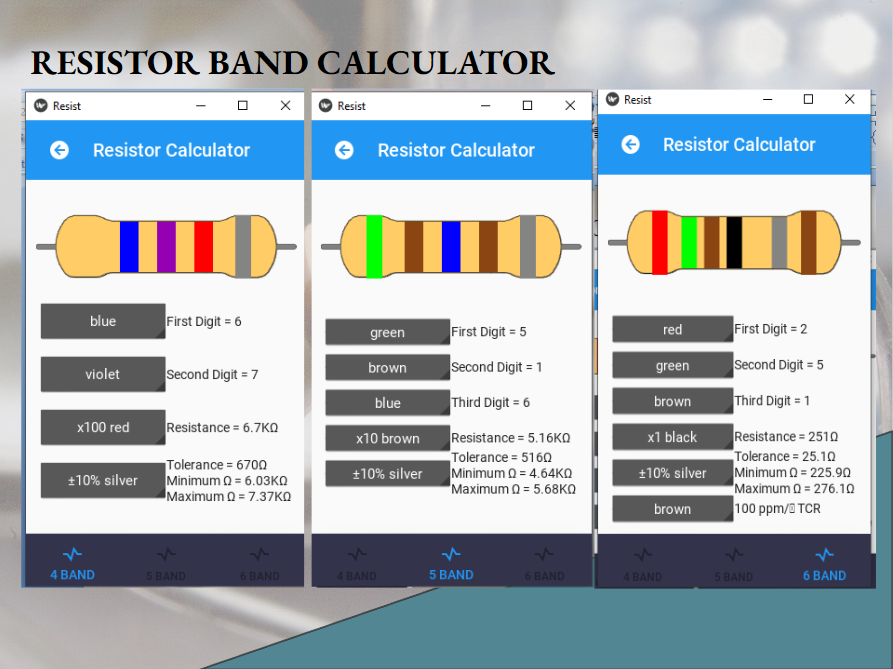 RESISTOR BAND CALCULATOR
Resist
Resistor Calculator
blue First Digit = 6
violet Second Digit = 7
x100 red Resistance = 6.7KΩ
±10% silver Tolerance = 670Ω
Minimum Ω = 6.03KΩ
Maximum Ω = 7.37KΩ
4 BAND 5 BAND 6 BAND
Resist
Resistor Calculator
green First Digit = 5
brown Second Digit = 1
blue Third Digit = 6
x10 brown Resistance = 5.16KΩ
±10% silver Tolerance = 516Ω
Minimum Ω = 4.64KΩ
Maximum Ω = 5.68KΩ
4 BAND 5 BAND 6 BAND
Resist
Resistor Calculator
red First Digit = 2
green Second Digit = 5
brown Third Digit = 1
x1 black Resistance = 251Ω
±10% silver Tolerance = 25.1Ω
Minimum Ω = 225.9Ω
Maximum Ω = 276.1Ω
brown 100 ppm/▯ TCR
4 BAND 5 BAND 6 BAND